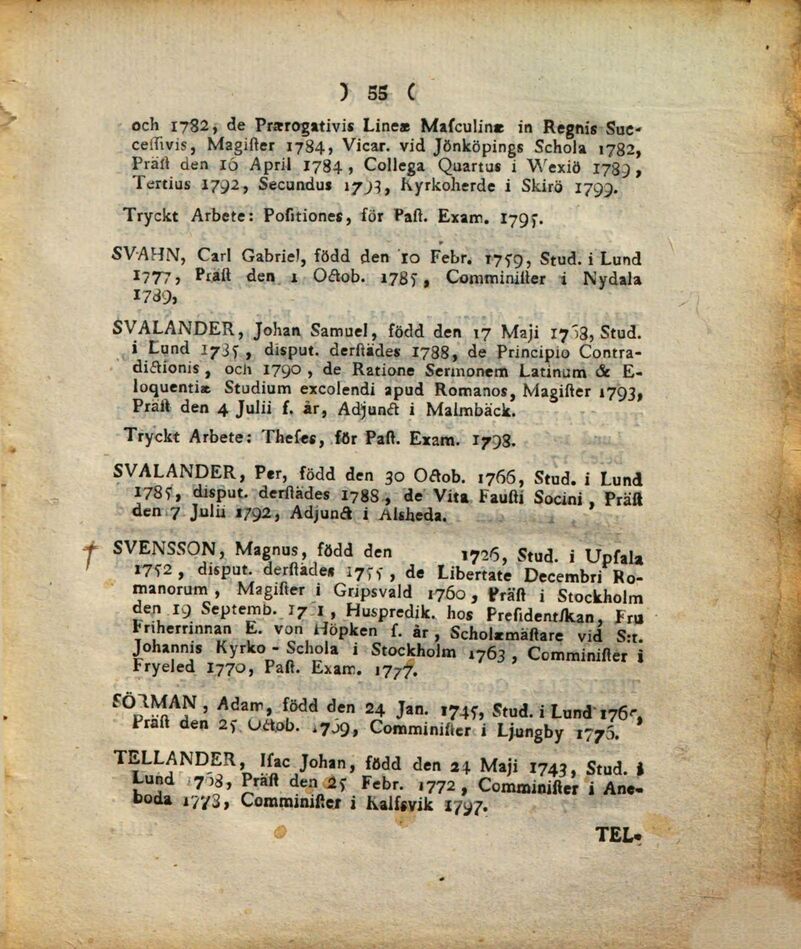 ) 55 (
och 1782, de Prærogativis Lineæ Masculinæ in Regnis Suc-
cessivis, Magister 1784, Vicar. vid Jönköpings Schola 1782,
Präst den 16 April 1784, Collega Quartus i Wexiö 1789,
Tertius 1792, Secundus 1793, Kyrkoherde i Skirö 1799.
Tryckt Arbete: Positiones, för Past. Exam. 1795.
SVAHN, Carl Gabriel, född den 10 Febr. 1759, Stud. i Lund
1777, Präst den 1 Octob. 1785, Comminister i Nydala
1789,
SVALANDER, Johan Samuel, född den 17 Maji 1768, Stud.
i Lund 1785, disput. derstädes 1788, de Principio Contra-
dictionis, och 1790, de Ratione Sermonem Latinum & E-
loquentiæ Studium excolendi apud Romanos, Magister 1793,
Präst den 4 Julii s. år, Adjunct i Malmbäck.
Tryckt Arbete: Theses, för Past. Exam. 1798.
SVALANDER, Per, född den 30 Octob. 1766, Stud. i Lund
1785, disput. derstädes 1788, de Vita Fausti Socini, Präst
den 7 Julii 1792, Adjunct i Alsheda.
† SVENSSON, Magnus, född den 1726, Stud. i Upsala
1752, disput. derstädes 1755, de Libertate Decembri Ro-
manorum, Magister i Gripsvald 1760, Präst i Stockholm
den 19 Septemb. Huspredik. hos Presidentskan, Fru
Friherrinnan E. von Höpken s. år, Scholæmästare vid S:t.
Johannis Kyrko-Schola i Stockholm 1763, Comminister i
Fryeled 1770, Past. Exam. 1777.
SÖRMAN, Adam, född den 24 Jan. 1745, Stud. i Lund
Präst den 25 Octob. 1769, Comminister i Ljungby 1776.
TELLANDER, Isac Johan, född den 24 Maji 1743, Stud. i
Lund 1763, Präst den 25 Febr. 1772, Comminister i Ane-
boda 1778, Comminister i Kalfsvik 1797.
TEL-